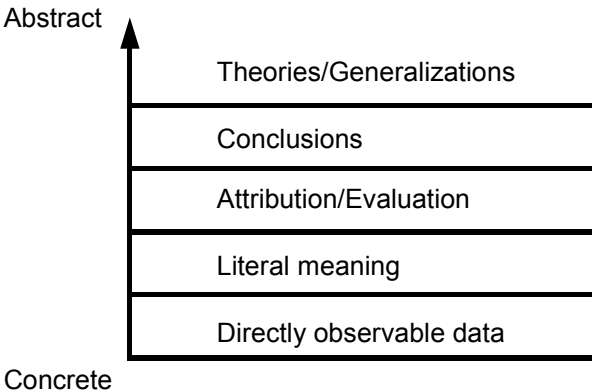 Abstract
Theories/Generalizations
Conclusions
Attribution/Evaluation
Literal meaning
Directly observable data
Concrete